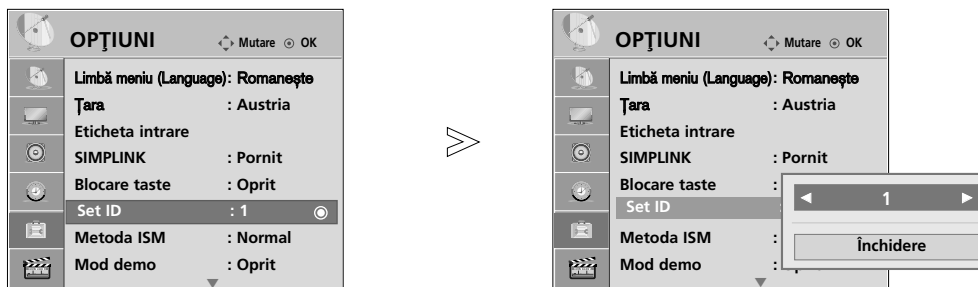 OPŢIUNI Mutare OK
Limbă meniu (Language) : Romanește
Ţara : Austria
Eticheta intrare
SIMPLINK : Pornit
Blocare taste : Oprit
Set ID : 1
Metoda ISM : Normal
Mod demo : Oprit
OPŢIUNI Mutare OK
Limbă meniu (Language) : Romanește
Ţara : Austria
Eticheta intrare
SIMPLINK : Pornit
Blocare taste :
Set ID
Metoda ISM :
Mod demo :
1
Închidere